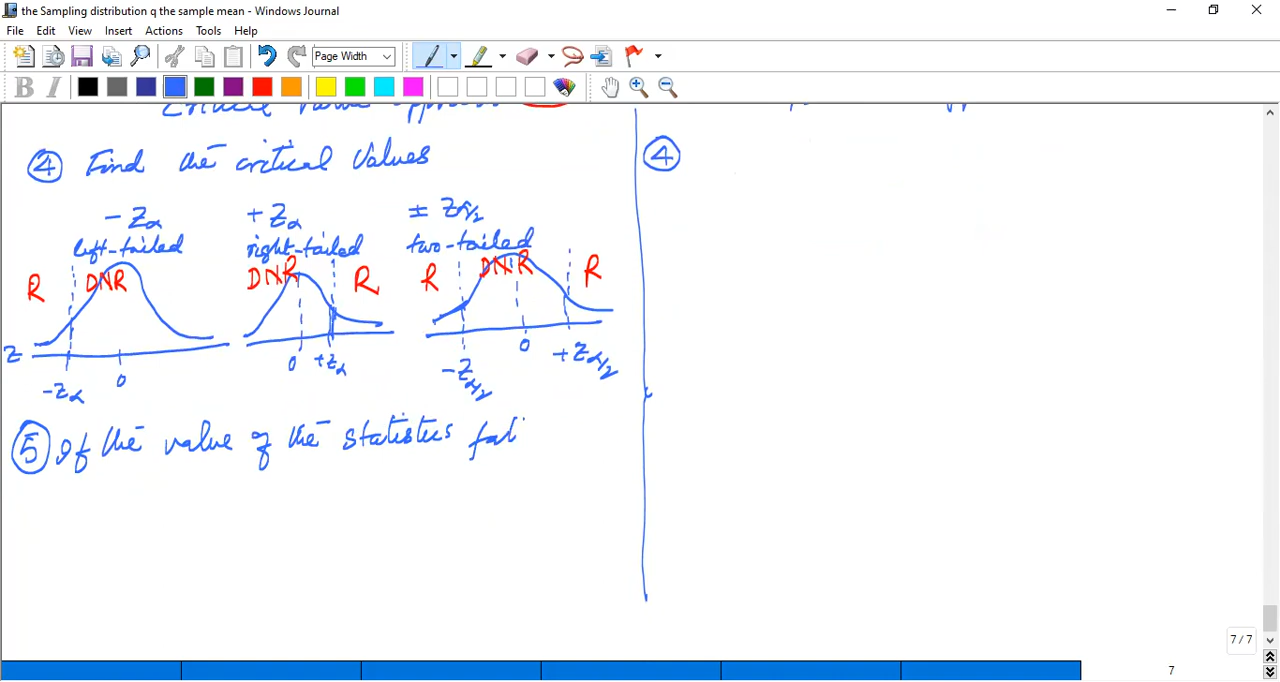 the Sampling distribution q the sample mean - Windows Journal
File Edit View Insert Actions Tools Help
Page Width
B I
Critical Value
④ Find the critical Values
④
- Zα
+ Zα
± Zα/2
left-tailed
right-tailed
two-tailed
R DNR
DNR R
R DNR R
Z
-Zα 0
0 +Zα
-Zα/2 0 +Zα/2
⑤ If the value of the statistics fal
7 / 7
7